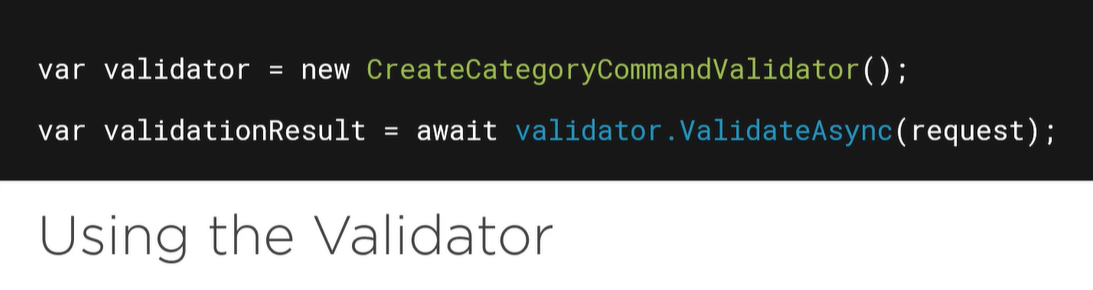 var validator = new CreateCategoryCommandValidator();
var validationResult = await validator.ValidateAsync(request);
Using the Validator